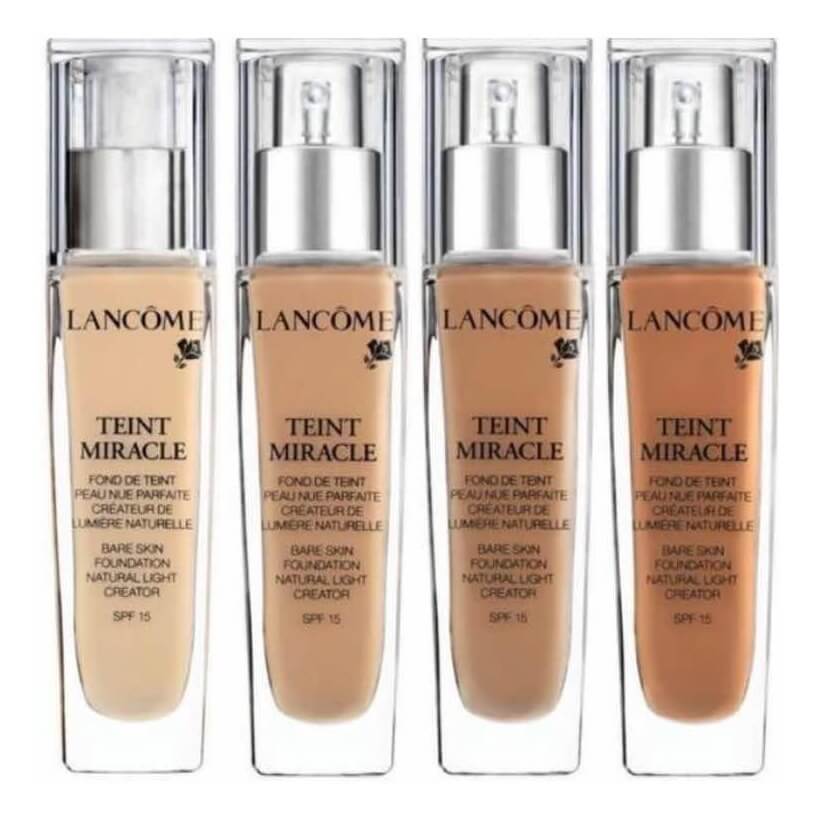 LANCÔME
TEINT
MIRACLE
FOND DE TEINT
PEAU NUE PARFAITE
CRÉATEUR DE
LUMIÈRE NATURELLE
BARE SKIN
FOUNDATION
NATURAL LIGHT
CREATOR
SPF 15
LANCÔME
TEINT
MIRACLE
FOND DE TEINT
PEAU NUE PARFAITE
CRÉATEUR DE
LUMIÈRE NATURELLE
BARE SKIN
FOUNDATION
NATURAL LIGHT
CREATOR
SPF 15
LANCÔME
TEINT
MIRACLE
FOND DE TEINT
PEAU NUE PARFAITE
CRÉATEUR DE
LUMIÈRE NATURELLE
BARE SKIN
FOUNDATION
NATURAL LIGHT
CREATOR
SPF 15
LANCÔME
TEINT
MIRACLE
FOND DE TEINT
PEAU NUE PARFAITE
CRÉATEUR DE
LUMIÈRE NATURELLE
BARE SKIN
FOUNDATION
NATURAL LIGHT
CREATOR
SPF 15